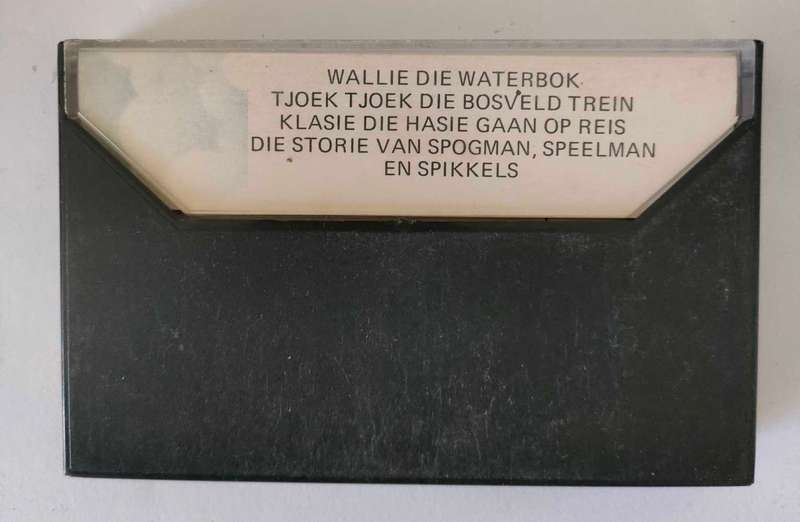 WALLIE DIE WATERBOK
TJOEK TJOEK DIE BOSVELD TREIN
KLASIE DIE HASIE GAAN OP REIS
DIE STORIE VAN SPOGMAN, SPEELMAN
EN SPIKKELS